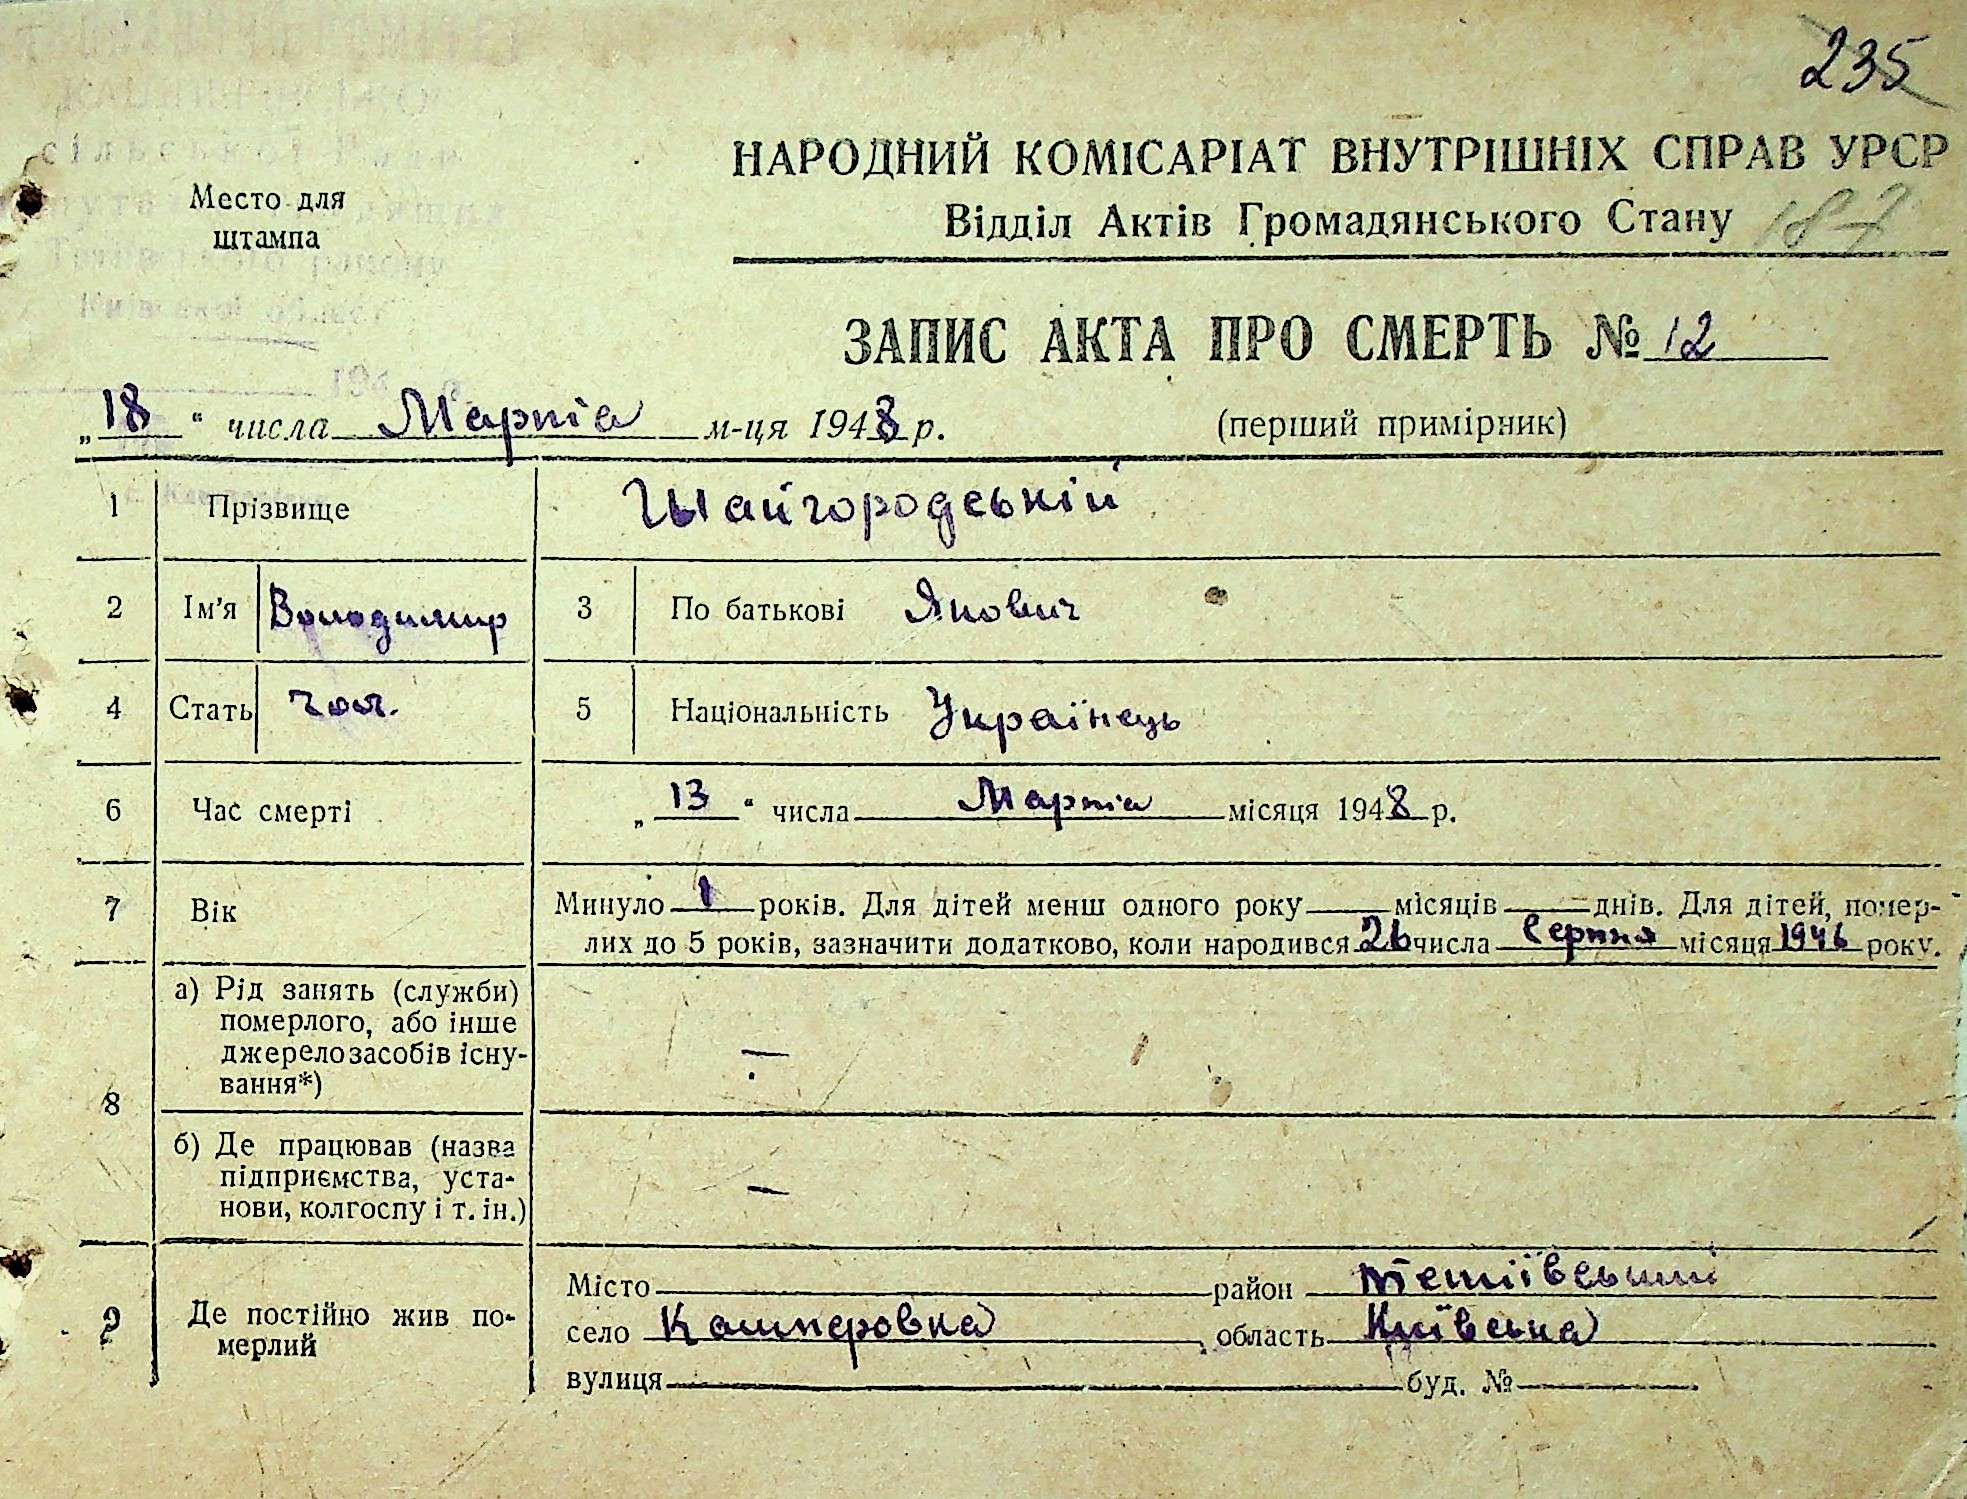 235
НАРОДНИЙ КОМІСАРІАТ ВНУТРІШНІХ СПРАВ УРСР
Место для
штампа
Відділ Актів Громадянського Стану 187
ЗАПИС АКТА ПРО СМЕРТЬ № 12
„18“ числа Мартіа м-ця 1948 р. (перший примірник)
1 Прізвище Шайгородській
2 Ім'я Володимир 3 По батькові Якович
4 Стать чол. 5 Національність Українець
6 Час смерті „13“ числа Мартіа місяця 1948 р.
7 Вік Минуло 1 років. Для дітей менш одного року — місяців — днів. Для дітей, помер-
лих до 5 років, зазначити додатково, коли народився 26 числа Серпня місяця 1946 року.
8 а) Рід занять (служби)
померлого, або інше
джерело засобів існу-
вання*) —
б) Де працював (назва
підприємства, уста-
нови, колгоспу і т. ін.) —
9 Де постійно жив по-
мерлий
Місто район Тетіївський
село Кашперовка, область Київська
вулиця буд. №